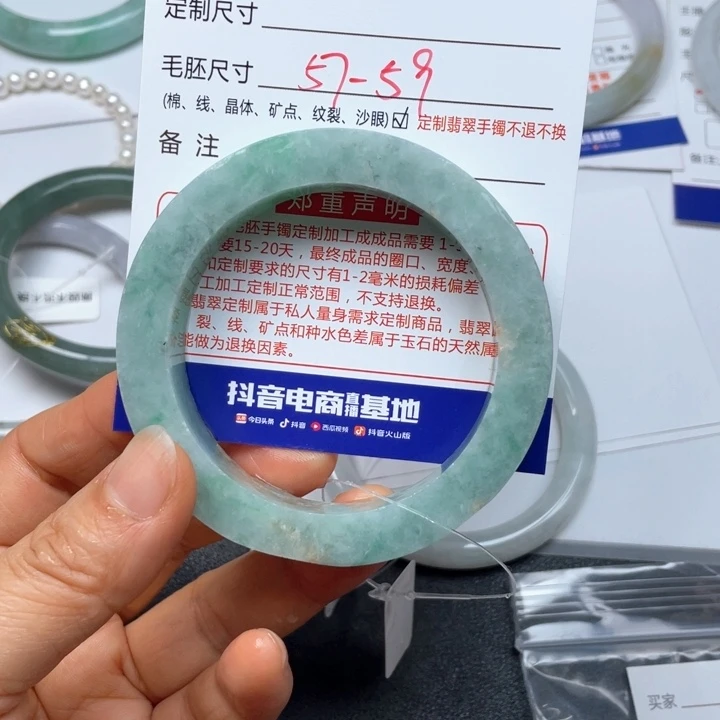 定制尺寸
毛胚尺寸 57-59
(棉、线、晶体、矿点、纹裂、沙眼) ☑ 定制翡翠手镯不退不换
备注
郑重声明
胚手镯定制加工成成品需要
15-20天，最终成品的圈口、宽度、
定制要求的尺寸有1-2毫米的损耗偏差
工加工定制正常范围，不支持退换。
翡翠定制属于私人量身需求定制商品，翡翠
裂、线、矿点和种水色差属于玉石的天然属
能做为退换因素。
抖音电商直播基地
今日头条 抖音 西瓜视频 抖音火山版
基地
备注
买家